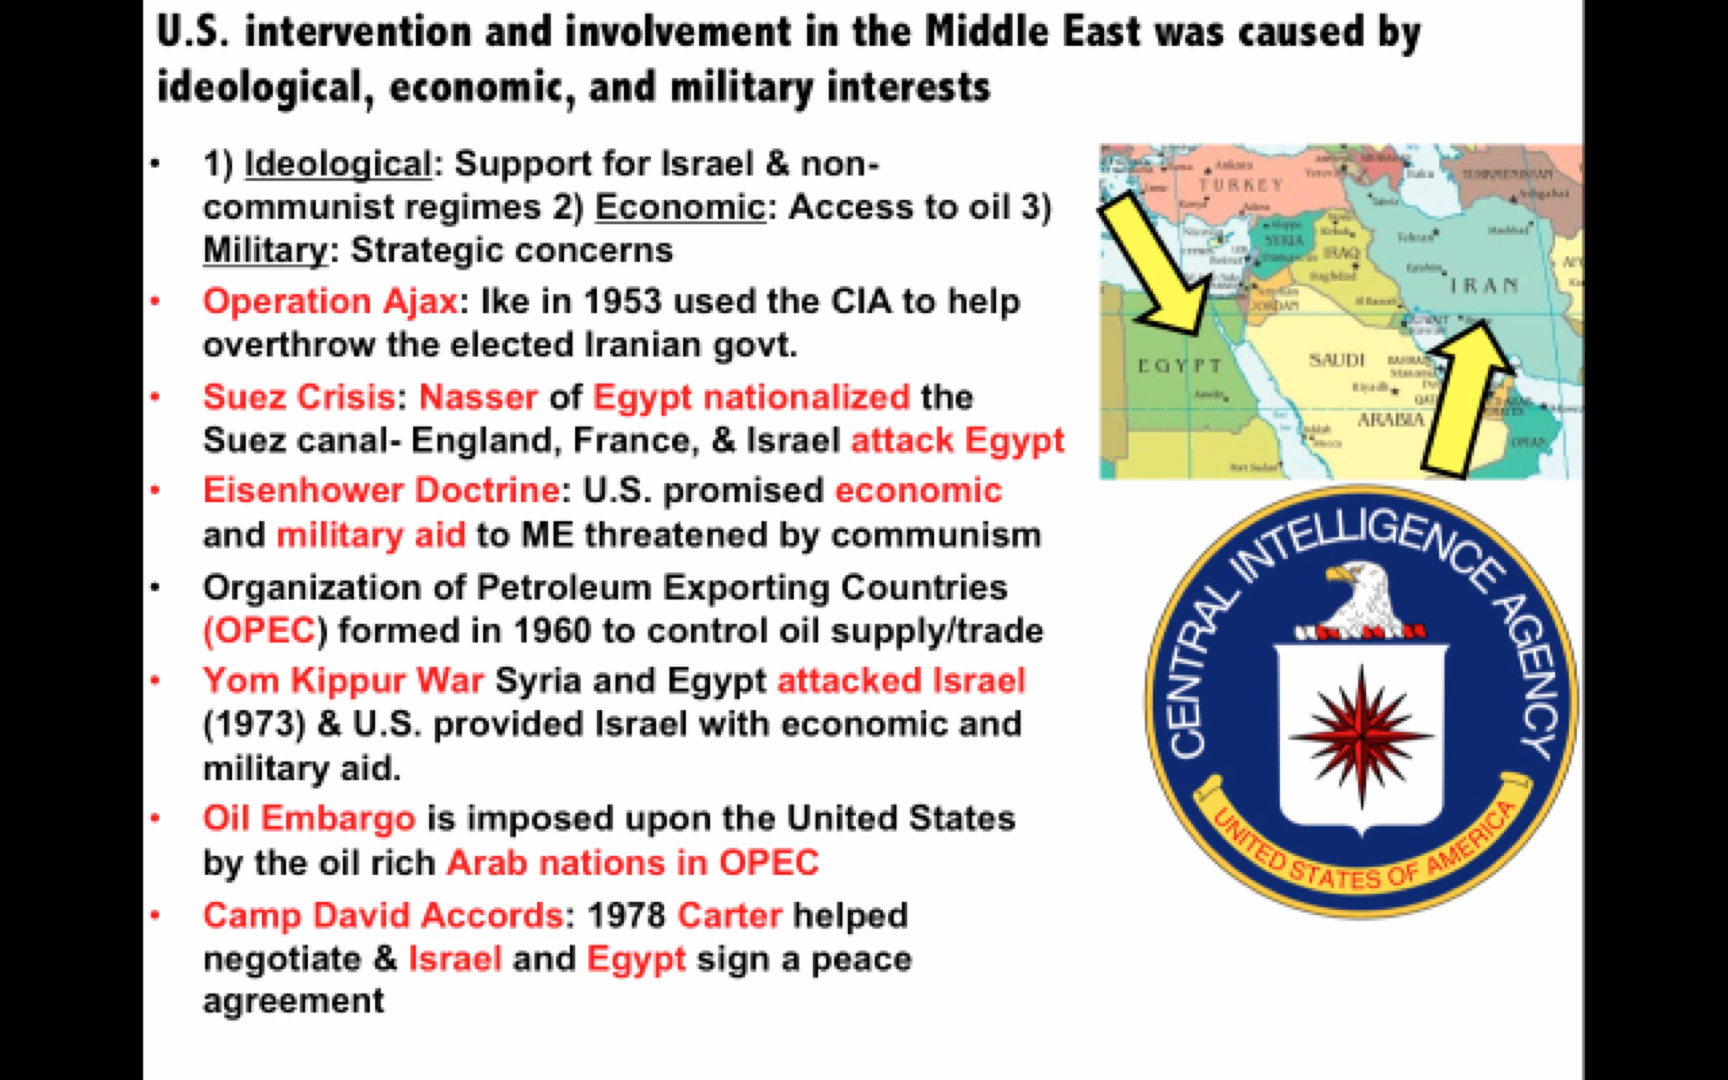 U.S. intervention and involvement in the Middle East was caused by
ideological, economic, and military interests
• 1) Ideological: Support for Israel & non-
communist regimes 2) Economic: Access to oil 3)
Military: Strategic concerns
• Operation Ajax: Ike in 1953 used the CIA to help
overthrow the elected Iranian govt.
• Suez Crisis: Nasser of Egypt nationalized the
Suez canal- England, France, & Israel attack Egypt
• Eisenhower Doctrine: U.S. promised economic
and military aid to ME threatened by communism
• Organization of Petroleum Exporting Countries
(OPEC) formed in 1960 to control oil supply/trade
• Yom Kippur War Syria and Egypt attacked Israel
(1973) & U.S. provided Israel with economic and
military aid.
• Oil Embargo is imposed upon the United States
by the oil rich Arab nations in OPEC
• Camp David Accords: 1978 Carter helped
negotiate & Israel and Egypt sign a peace
agreement
Ankara
TURKEY
TURKMENISTAN
SYRIA
IRAQ
Baghdad
Tehran
IRAN
JORDAN
EGYPT
SAUDI
Riyadh
ARABIA
OMAN
CENTRAL INTELLIGENCE AGENCY
UNITED STATES OF AMERICA